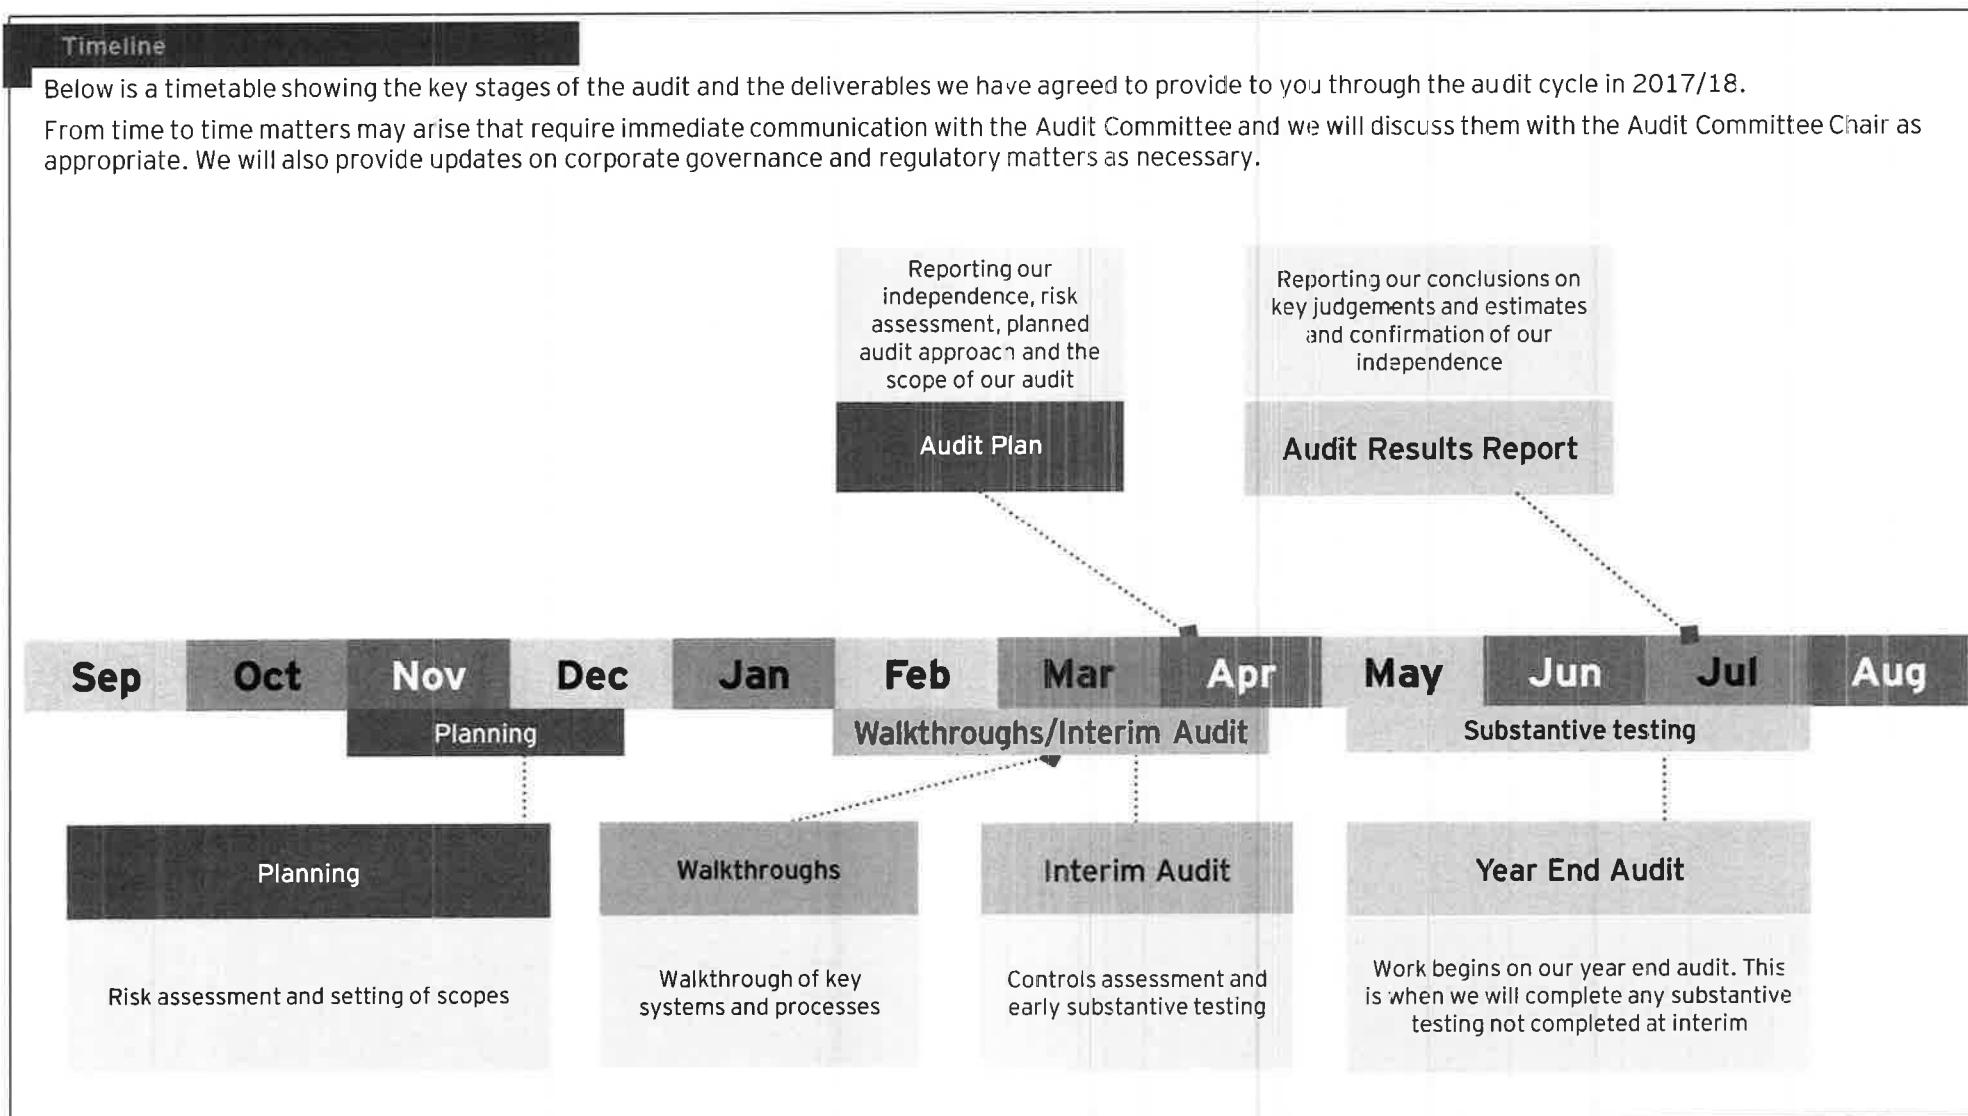 Timeline
Below is a timetable showing the key stages of the audit and the deliverables we have agreed to provide to you through the audit cycle in 2017/18.
From time to time matters may arise that require immediate communication with the Audit Committee and we will discuss them with the Audit Committee Chair as
appropriate. We will also provide updates on corporate governance and regulatory matters as necessary.
Reporting our
independence, risk
assessment, planned
audit approach and the
scope of our audit
Audit Plan
Reporting our conclusions on
key judgements and estimates
and confirmation of our
independence
Audit Results Report
Sep Oct Nov Dec Jan Feb Mar Apr May Jun Jul Aug
Planning Walkthroughs/Interim Audit Substantive testing
Planning
Risk assessment and setting of scopes
Walkthroughs
Walkthrough of key
systems and processes
Interim Audit
Controls assessment and
early substantive testing
Year End Audit
Work begins on our year end audit. This
is when we will complete any substantive
testing not completed at interim